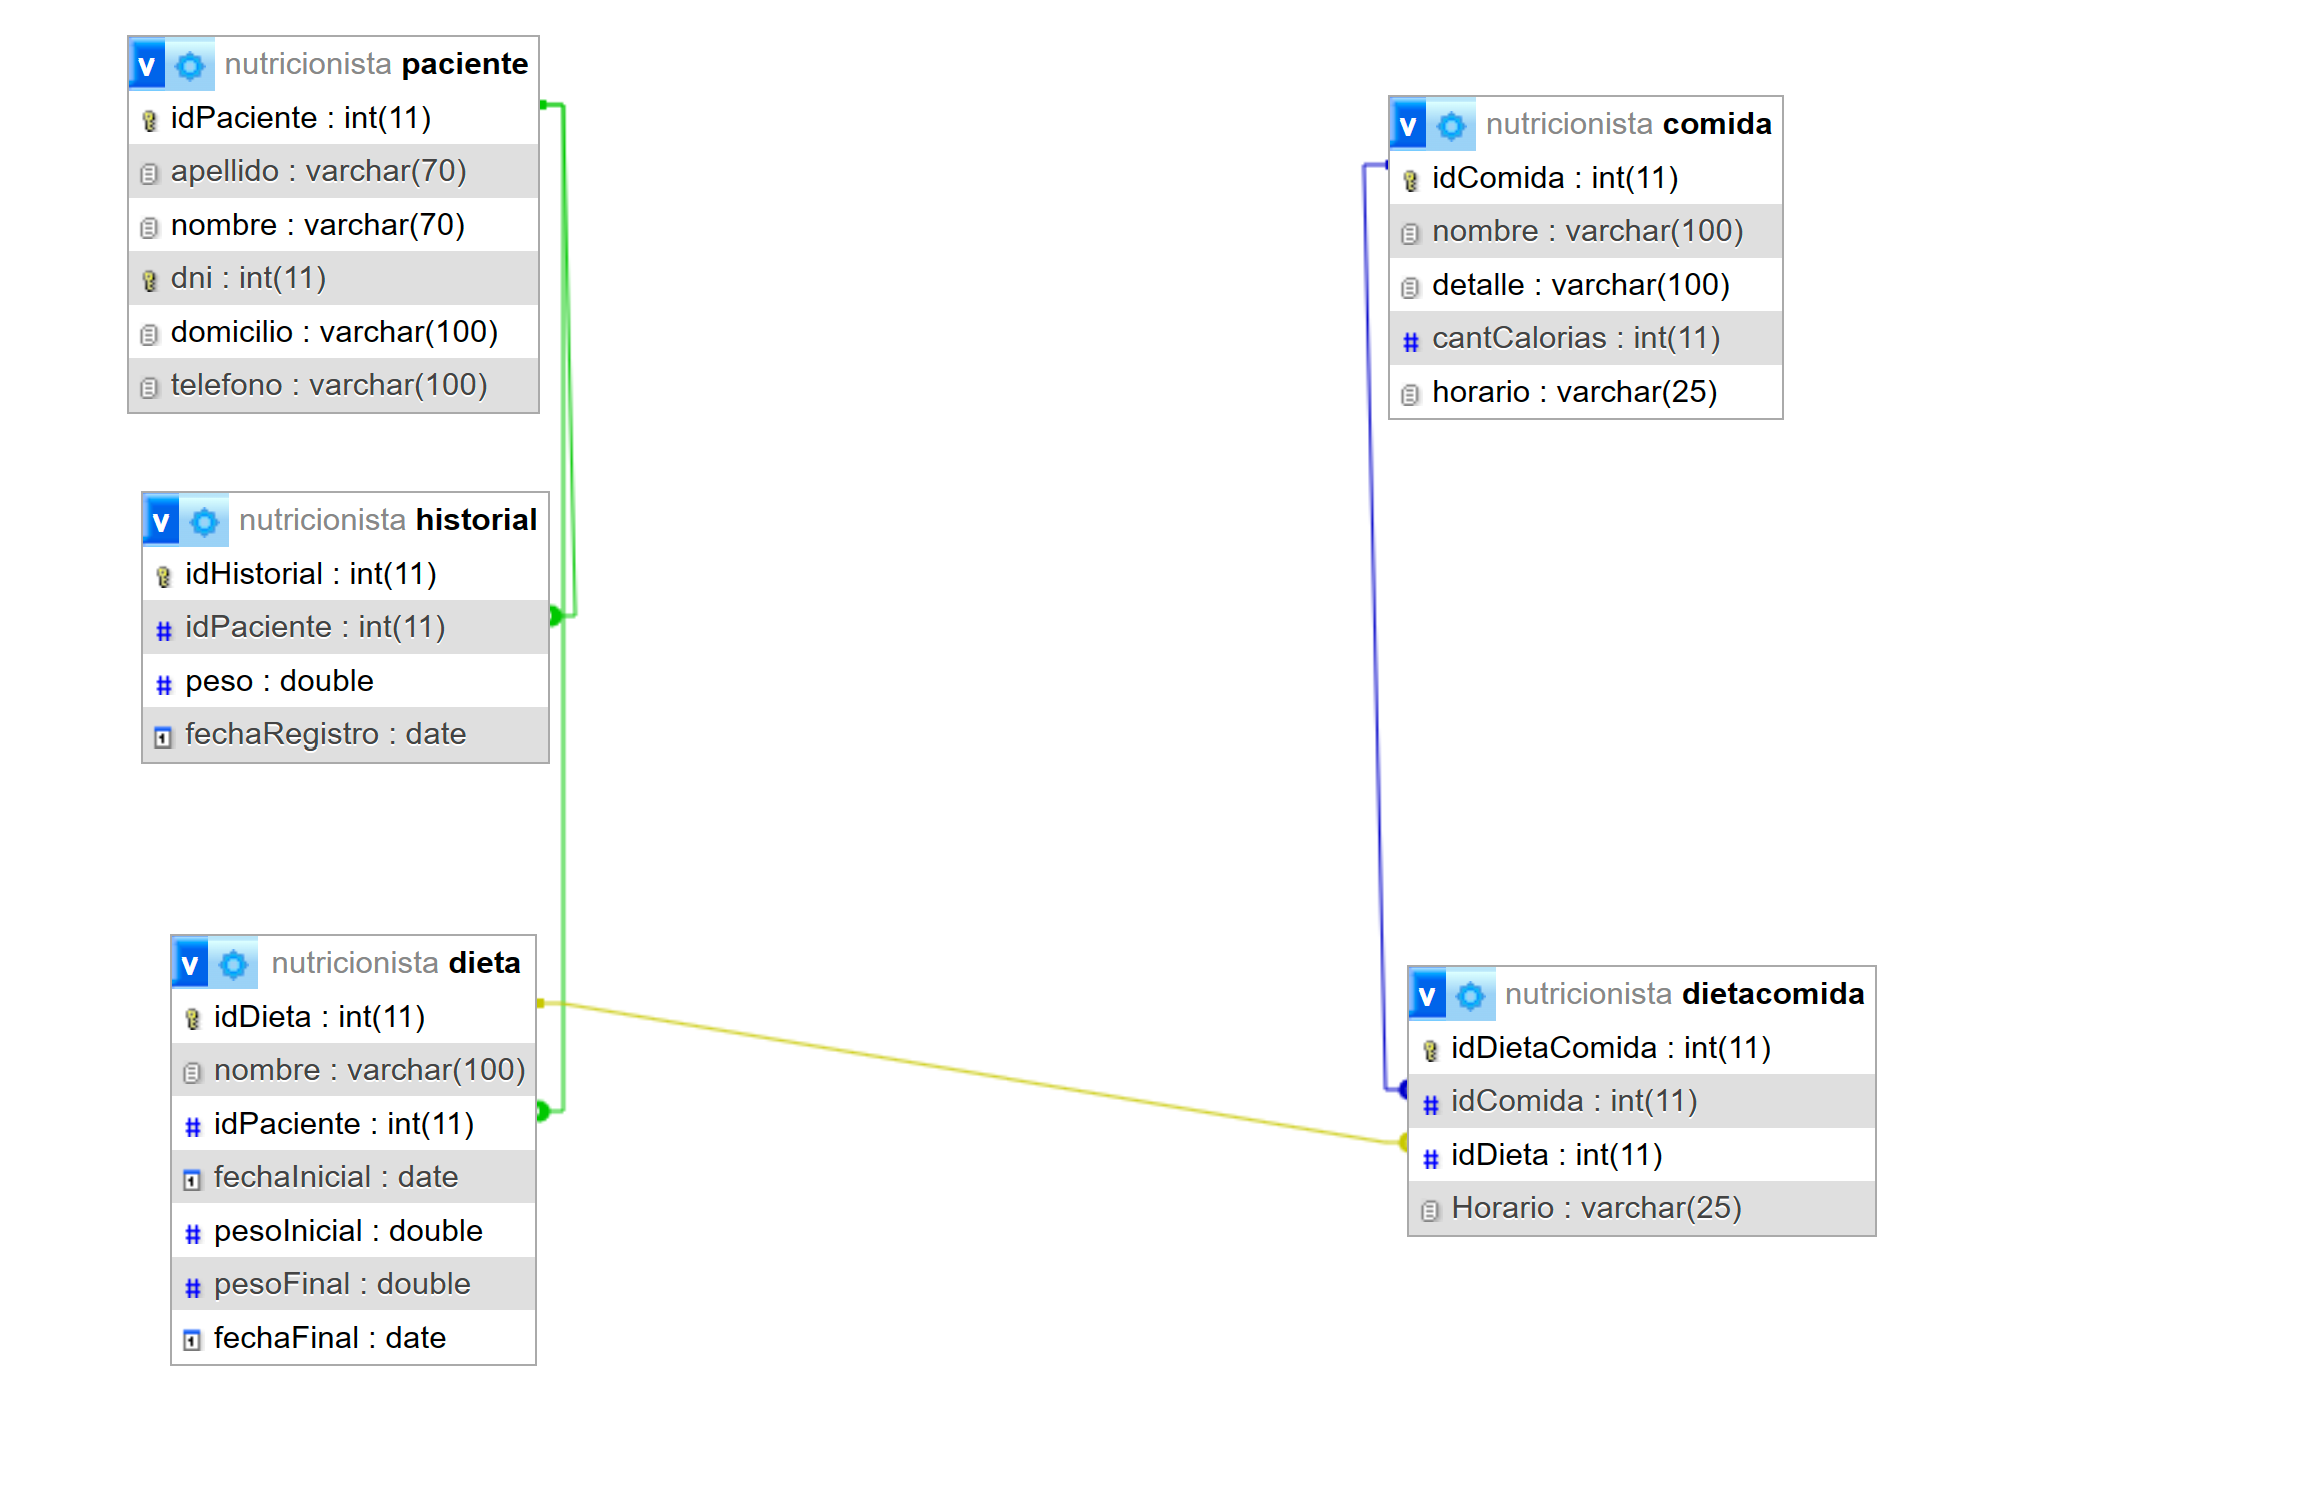 v nutricionista paciente
idPaciente : int(11)
apellido : varchar(70)
nombre : varchar(70)
dni : int(11)
domicilio : varchar(100)
telefono : varchar(100)
v nutricionista historial
idHistorial : int(11)
idPaciente : int(11)
peso : double
fechaRegistro : date
v nutricionista dieta
idDieta : int(11)
nombre : varchar(100)
idPaciente : int(11)
fechaInicial : date
pesoInicial : double
pesoFinal : double
fechaFinal : date
v nutricionista comida
idComida : int(11)
nombre : varchar(100)
detalle : varchar(100)
cantCalorias : int(11)
horario : varchar(25)
v nutricionista dietacomida
idDietaComida : int(11)
idComida : int(11)
idDieta : int(11)
Horario : varchar(25)